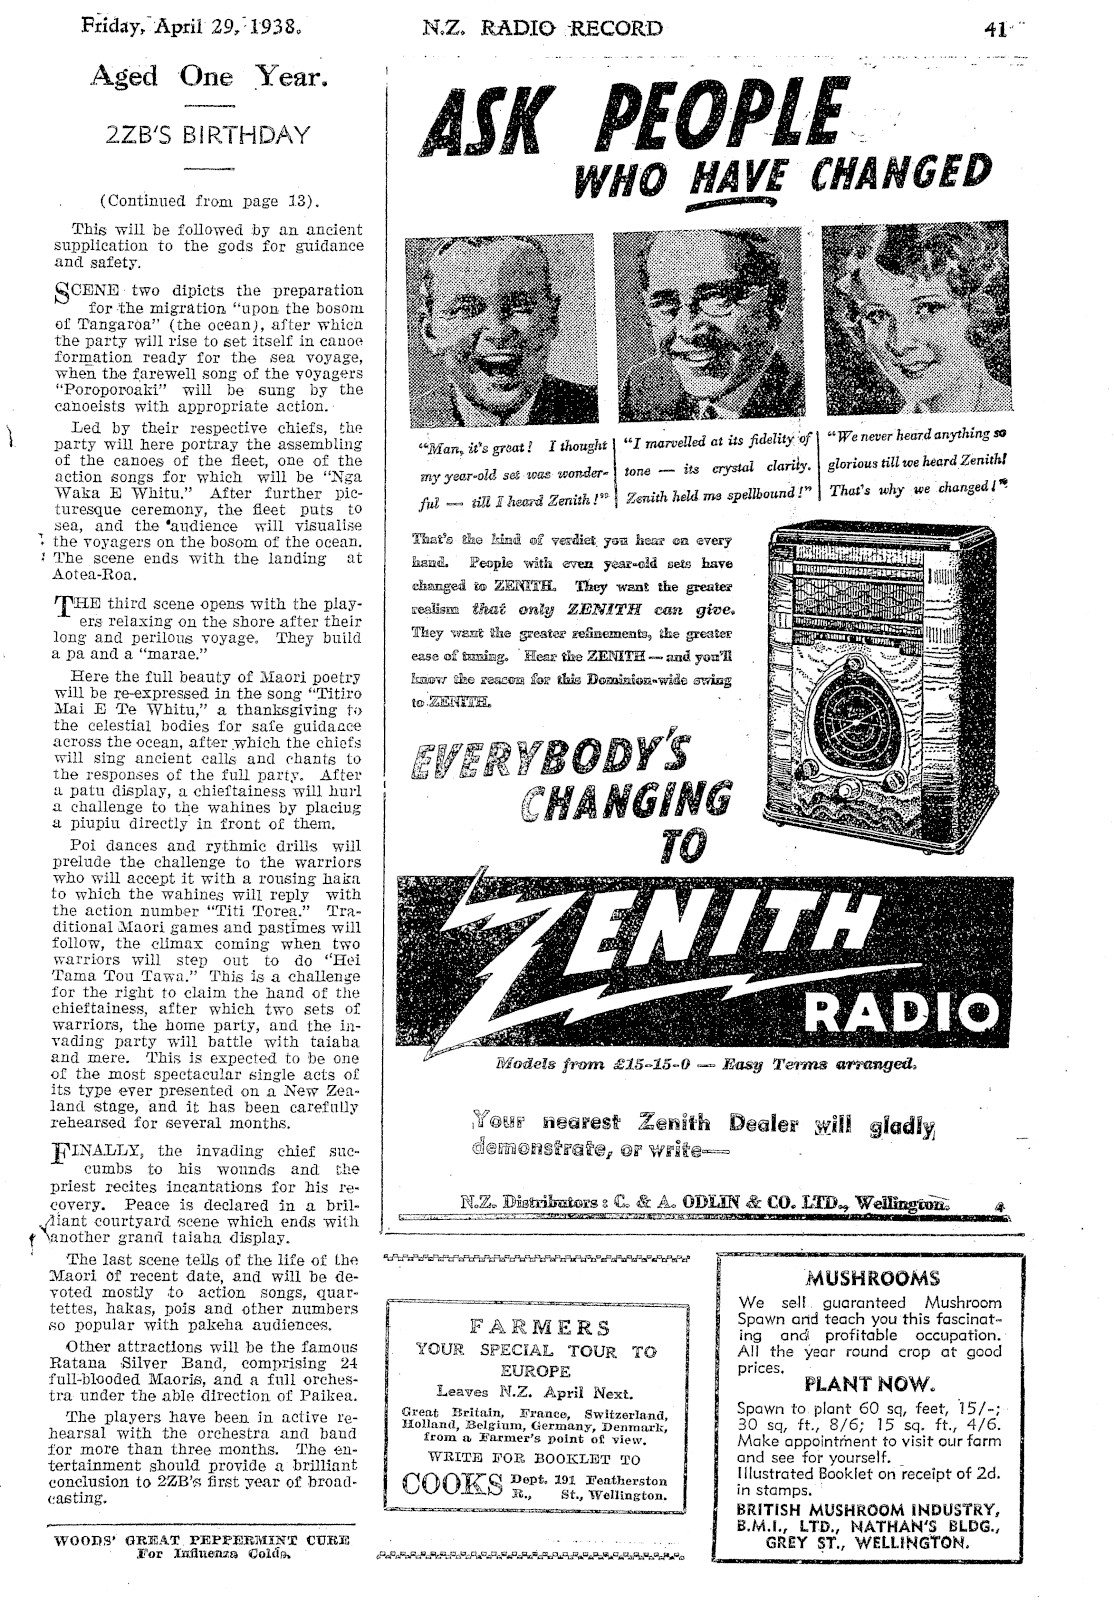 Friday, April 29, 1938.
N.Z. RADIO RECORD
41
Aged One Year.
2ZB'S BIRTHDAY
(Continued from page 13).
This will be followed by an ancient
supplication to the gods for guidance
and safety.
SCENE two dipicts the preparation
for the migration "upon the bosom
of Tangaroa" (the ocean), after which
the party will rise to set itself in canoe
formation ready for the sea voyage,
when the farewell song of the voyagers
"Poroporoaki" will be sung by the
canoeists with appropriate action.
Led by their respective chiefs, the
party will here portray the assembling
of the canoes of the fleet, one of the
action songs for which will be "Nga
Waka E Whitu." After further pic-
turesque ceremony, the fleet puts to
sea, and the audience will visualise
the voyagers on the bosom of the ocean.
The scene ends with the landing at
Aotea-Roa.
THE third scene opens with the play-
ers relaxing on the shore after their
long and perilous voyage. They build
a pa and a "marae."
Here the full beauty of Maori poetry
will be re-expressed in the song "Titiro
Mai E Te Whitu," a thanksgiving to
the celestial bodies for safe guidance
across the ocean, after which the chiefs
will sing ancient calls and chants to
the responses of the full party. After
a patu display, a chieftainess will hurl
a challenge to the wahines by placing
a piupiu directly in front of them.
Poi dances and rythmic drills will
prelude the challenge to the warriors
who will accept it with a rousing haka
to which the wahines will reply with
the action number "Titi Torea." Tra-
ditional Maori games and pastimes will
follow, the climax coming when two
warriors will step out to do "Hei
Tama Tou Tawa." This is a challenge
for the right to claim the hand of the
chieftainess, after which two sets of
warriors, the home party, and the in-
vading party will battle with taiaha
and mere. This is expected to be one
of the most spectacular single acts of
its type ever presented on a New Zea-
land stage, and it has been carefully
rehearsed for several months.
FINALLY, the invading chief suc-
cumbs to his wounds and the
priest recites incantations for his re-
covery. Peace is declared in a bril-
liant courtyard scene which ends with
another grand taiaha display.
The last scene tells of the life of the
Maori of recent date, and will be de-
voted mostly to action songs, quar-
tettes, hakas, pois and other numbers
so popular with pakeha audiences.
Other attractions will be the famous
Ratana Silver Band, comprising 24
full-blooded Maoris, and a full orches-
tra under the able direction of Paikea.
The players have been in active re-
hearsal with the orchestra and band
for more than three months. The en-
tertainment should provide a brilliant
conclusion to 2ZB's first year of broad-
casting.
WOODS' GREAT PEPPERMINT CURE
For Influenza Colds.
ASK PEOPLE
WHO HAVE CHANGED
"Man, it's great! I thought
my year-old set was wonder-
ful — till I heard Zenith!"
"I marvelled at its fidelity of
tone — its crystal clarity.
Zenith held me spellbound!"
"We never heard anything so
glorious till we heard Zenith!
That's why we changed!"
That's the kind of verdict you hear on every
hand. People with even year-old sets have
changed to ZENITH. They want the greater
realism that only ZENITH can give.
They want the greater refinements, the greater
ease of tuning. Hear the ZENITH — and you'll
know the reason for this Dominion-wide swing
to ZENITH.
EVERYBODY'S
CHANGING
TO
ZENITH
RADIO
Models from £15-15-0 — Easy Terms arranged.
Your nearest Zenith Dealer will gladly
demonstrate, or write—
N.Z. Distributors: C. & A. ODLIN & CO. LTD., Wellington.
4
FARMERS
YOUR SPECIAL TOUR TO
EUROPE
Leaves N.Z. April Next.
Great Britain, France, Switzerland,
Holland, Belgium, Germany, Denmark,
from a Farmer's point of view.
WRITE FOR BOOKLET TO
COOKS Dept. 191 Featherston
R., St., Wellington.
MUSHROOMS
We sell guaranteed Mushroom
Spawn and teach you this fascinat-
ing and profitable occupation.
All the year round crop at good
prices.
PLANT NOW.
Spawn to plant 60 sq. feet, 15/-;
30 sq. ft., 8/6; 15 sq. ft., 4/6.
Make appointment to visit our farm
and see for yourself.
Illustrated Booklet on receipt of 2d.
in stamps.
BRITISH MUSHROOM INDUSTRY,
B.M.I., LTD., NATHAN'S BLDG.,
GREY ST., WELLINGTON.